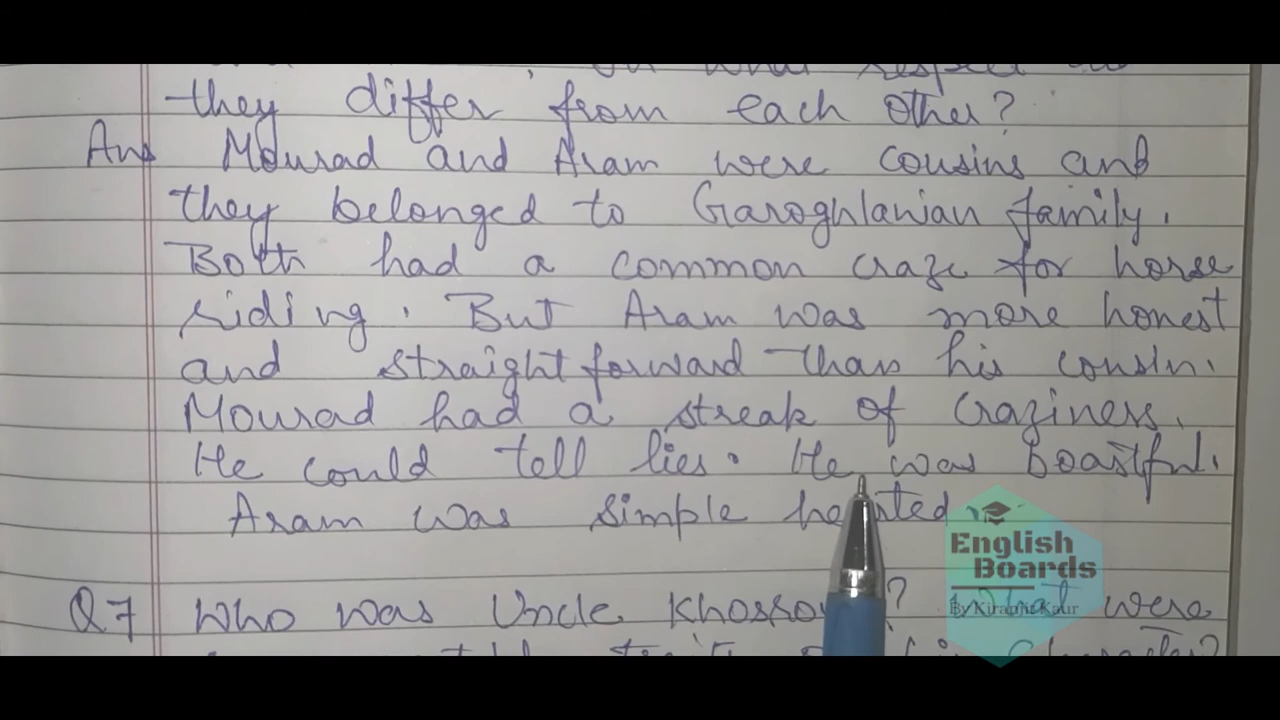 they differ from each other?
Ans Mourad and Aram were cousins and
they belonged to Garoghlanian family.
Both had a common craze for horse
riding. But Aram was more honest
and straightforward than his cousin.
Mourad had a streak of craziness.
He could tell lies. He was boastful.
Aram was simple hearted.
English
Boards
By Kiranjit Kaur
Q7 Who was Uncle ? What were